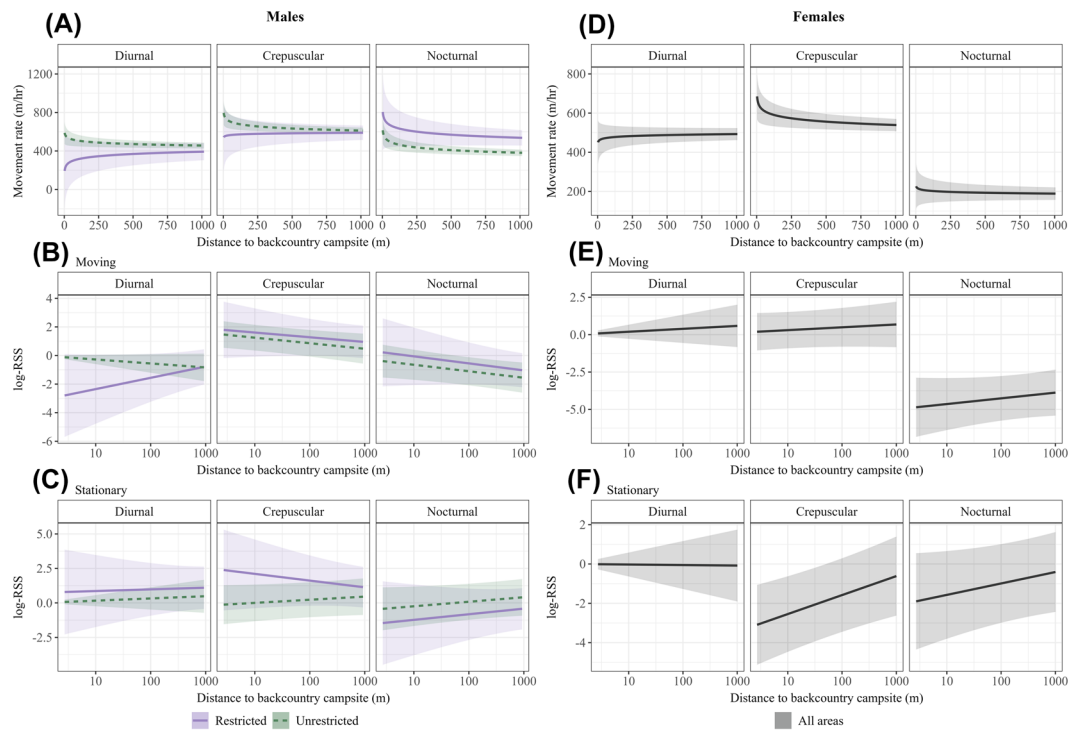 (A) Males
Diurnal Crepuscular Nocturnal
Movement rate (m/hr)
1200
800
400
0
0 250 500 750 1000 0 250 500 750 1000 0 250 500 750 1000
Distance to backcountry campsite (m)
(B) Moving
Diurnal Crepuscular Nocturnal
log-RSS
4
2
0
-2
-4
-6
10 100 1000 10 100 1000 10 100 1000
Distance to backcountry campsite (m)
(C) Stationary
Diurnal Crepuscular Nocturnal
log-RSS
5.0
2.5
0.0
-2.5
10 100 1000 10 100 1000 10 100 1000
Distance to backcountry campsite (m)
Restricted Unrestricted
(D) Females
Diurnal Crepuscular Nocturnal
Movement rate (m/hr)
800
600
400
200
0 250 500 750 1000 0 250 500 750 1000 0 250 500 750 1000
Distance to backcountry campsite (m)
(E) Moving
Diurnal Crepuscular Nocturnal
log-RSS
2.5
0.0
-2.5
-5.0
10 100 1000 10 100 1000 10 100 1000
Distance to backcountry campsite (m)
(F) Stationary
Diurnal Crepuscular Nocturnal
log-RSS
2
0
-2
-4
10 100 1000 10 100 1000 10 100 1000
Distance to backcountry campsite (m)
All areas